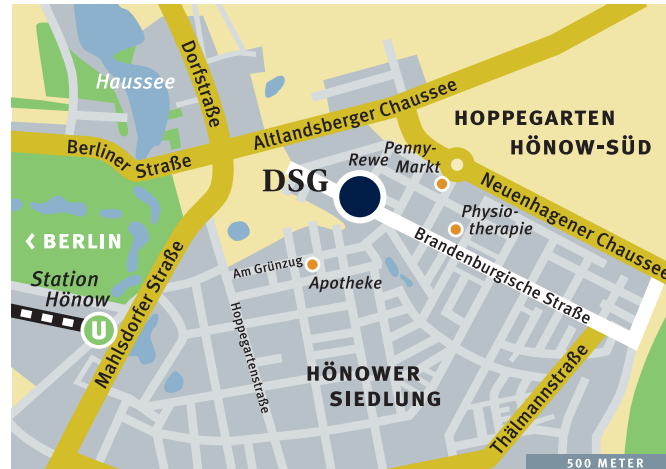 Haussee
Dorfstraße
Altlandsberger Chaussee
Berliner Straße
HOPPEGARTEN
HÖNOW-SÜD
Rewe
Penny-
Markt
DSG
Neuenhagener Chaussee
Physio-
therapie
Brandenburgische Straße
< BERLIN
Station
Hönow
U
Mahlsdorfer Straße
Am Grünzug
Apotheke
Hoppegartenstraße
HÖNOWER
SIEDLUNG
Thälmannstraße
500 METER